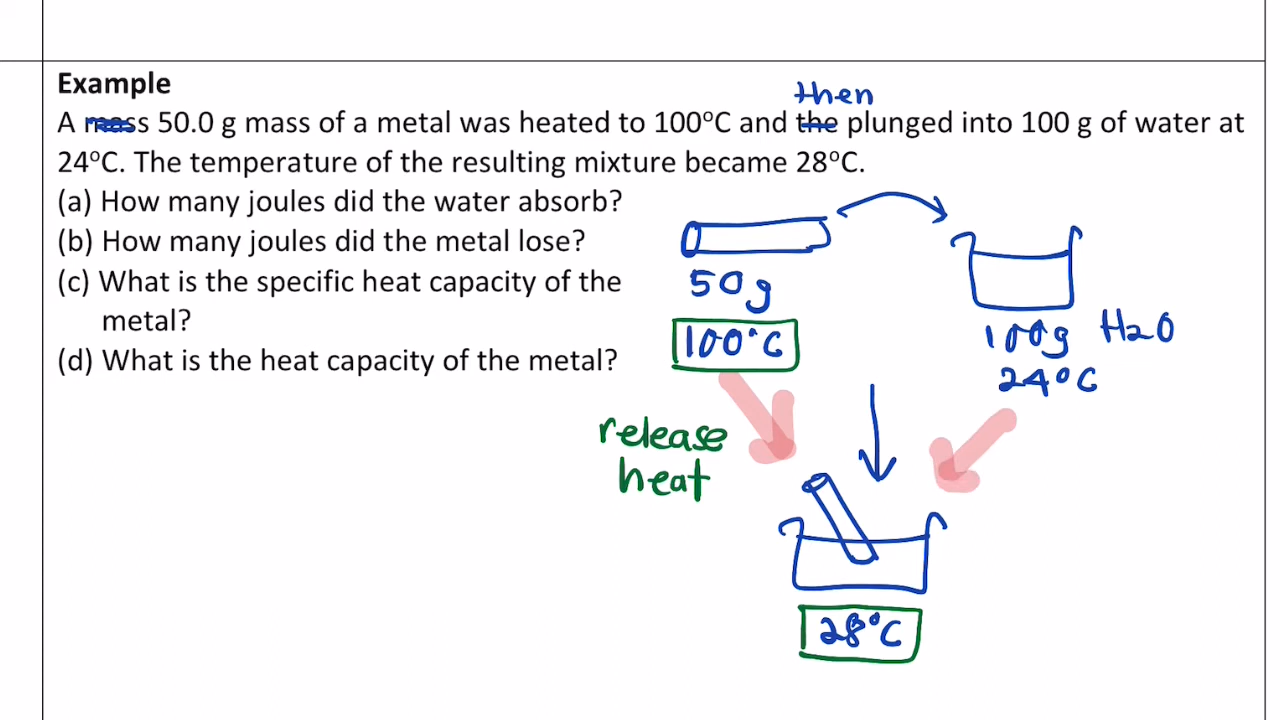 Example
then
A mass 50.0 g mass of a metal was heated to 100°C and the plunged into 100 g of water at
24°C. The temperature of the resulting mixture became 28°C.
(a) How many joules did the water absorb?
(b) How many joules did the metal lose?
(c) What is the specific heat capacity of the
metal?
(d) What is the heat capacity of the metal?
50g
100°C
100g H2O
24°C
release
heat
28°C